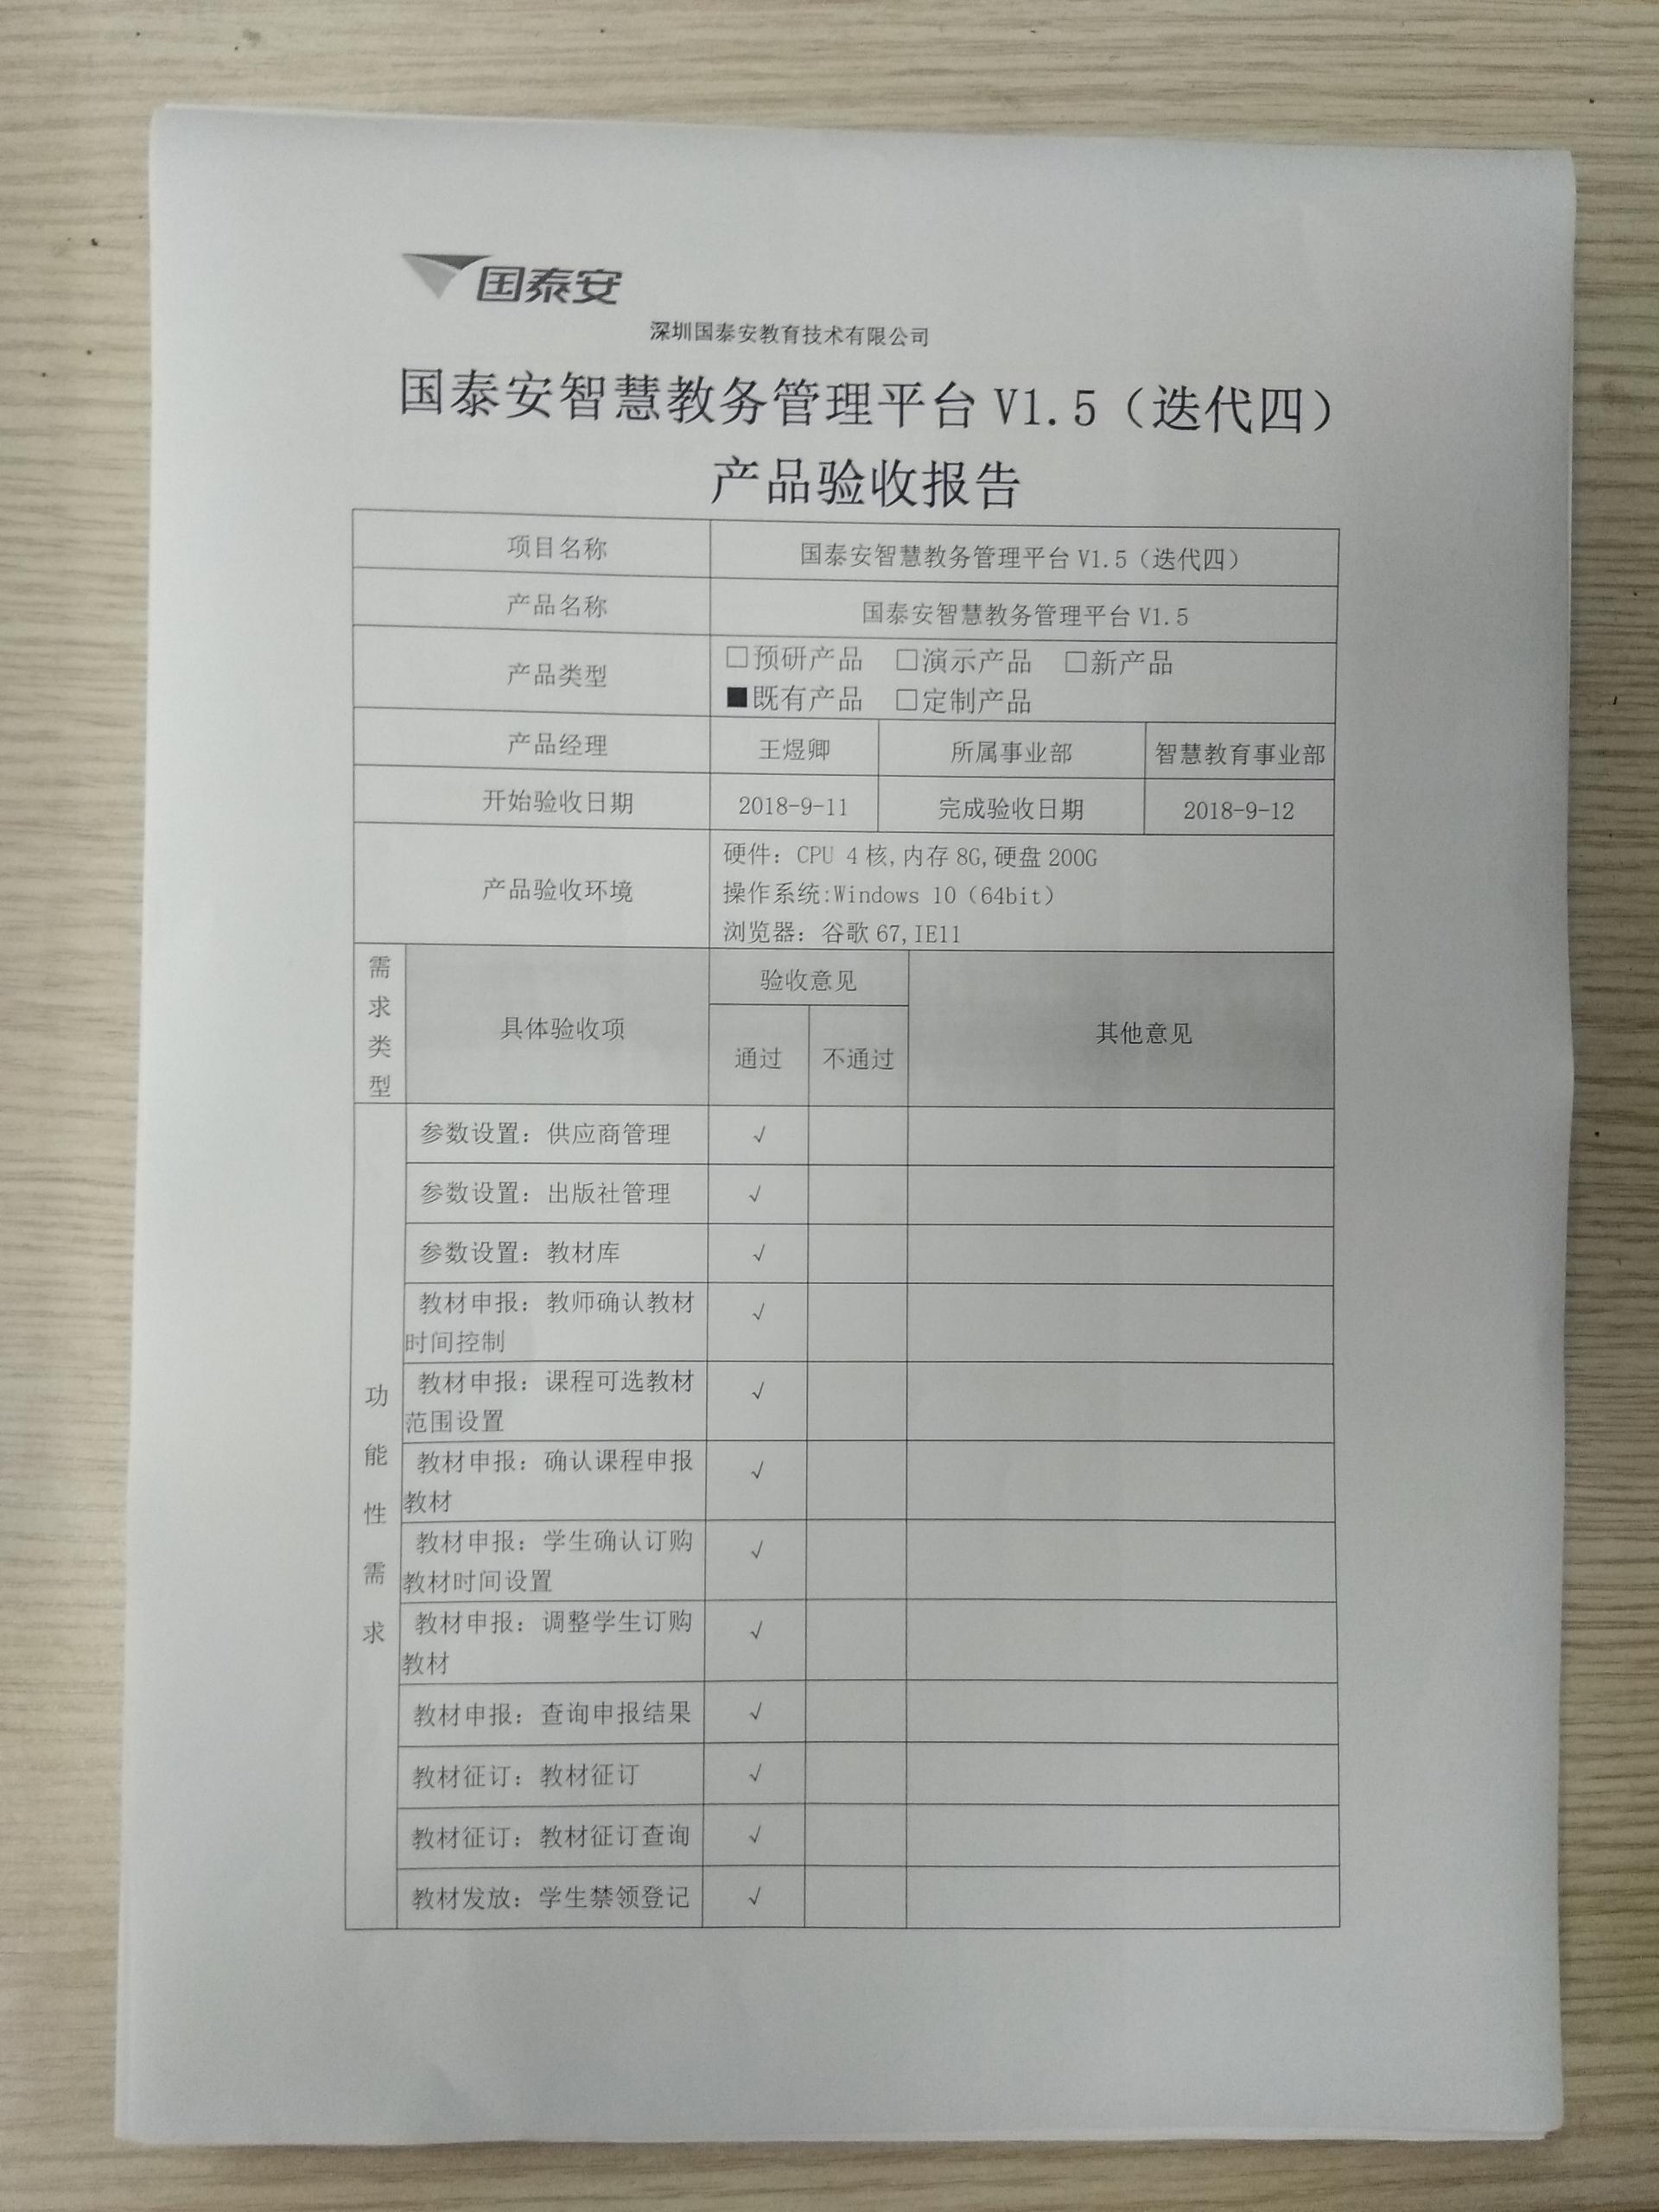 国泰安
深圳国泰安教育技术有限公司
国泰安智慧教务管理平台 V1.5（迭代四）
产品验收报告
项目名称 国泰安智慧教务管理平台 V1.5（迭代四）
产品名称 国泰安智慧教务管理平台 V1.5
产品类型 □预研产品 □演示产品 □新产品
■既有产品 □定制产品
产品经理 王煜卿 所属事业部 智慧教育事业部
开始验收日期 2018-9-11 完成验收日期 2018-9-12
产品验收环境
硬件：CPU 4 核,内存 8G,硬盘 200G
操作系统:Windows 10（64bit）
浏览器：谷歌 67,IE11
需求类型 具体验收项 验收意见 其他意见
通过 不通过
功能性需求
参数设置：供应商管理 √
参数设置：出版社管理 √
参数设置：教材库 √
教材申报：教师确认教材 √
时间控制
教材申报：课程可选教材 √
范围设置
教材申报：确认课程申报 √
教材
教材申报：学生确认订购 √
教材时间设置
教材申报：调整学生订购 √
教材
教材申报：查询申报结果 √
教材征订：教材征订 √
教材征订：教材征订查询 √
教材发放：学生禁领登记 √